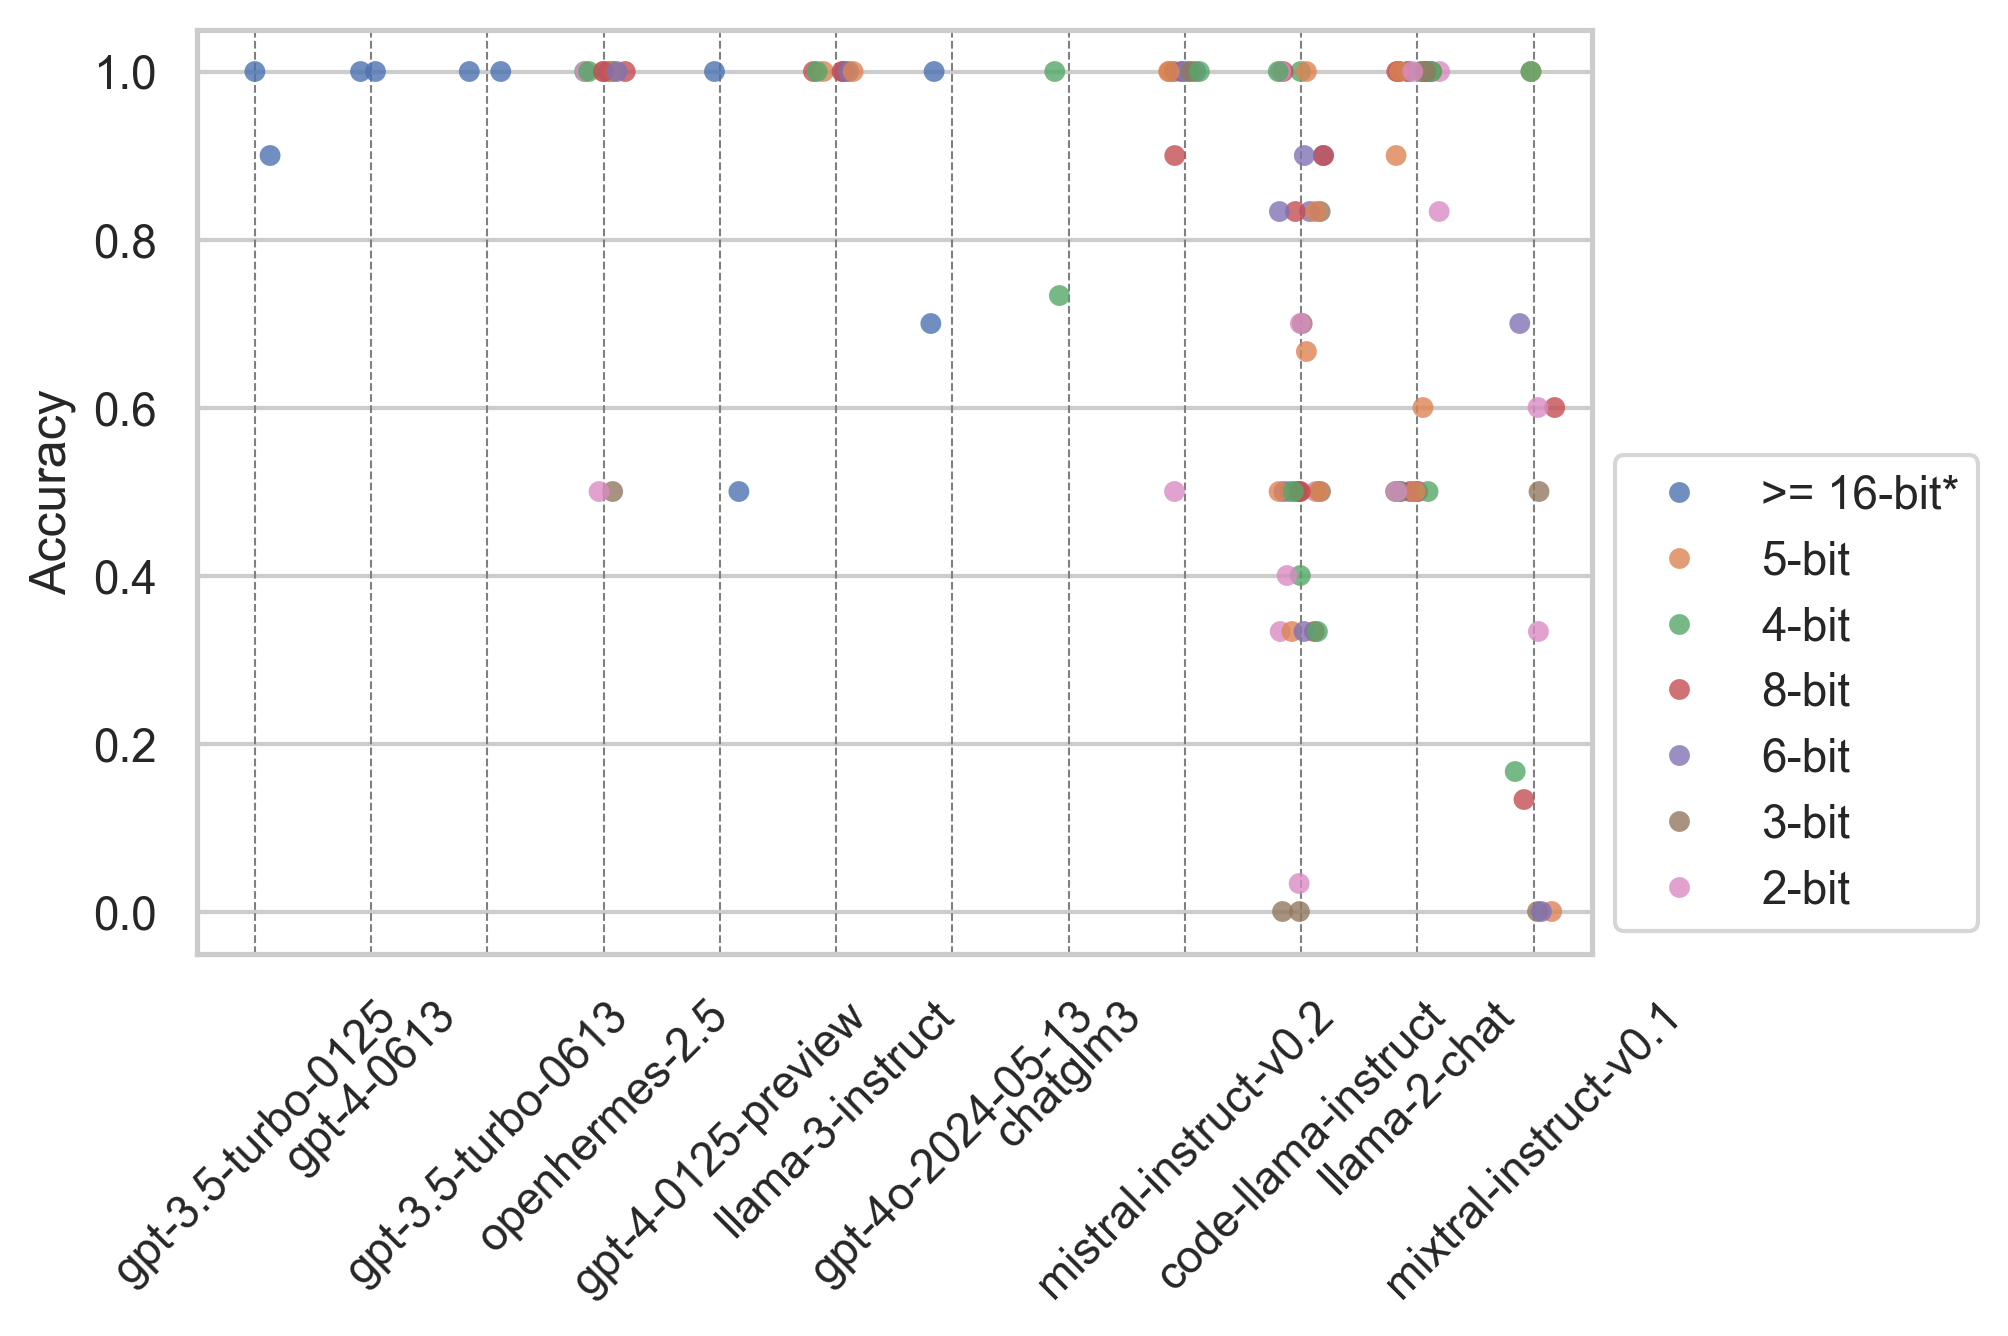 Accuracy
1.0
0.8
0.6
0.4
0.2
0.0
gpt-3.5-turbo-0125
gpt-4-0613
gpt-3.5-turbo-0613
openhermes-2.5
gpt-4-0125-preview
llama-3-instruct
gpt-4o-2024-05-13
chatglm3
mistral-instruct-v0.2
code-llama-instruct
llama-2-chat
mixtral-instruct-v0.1
>= 16-bit*
5-bit
4-bit
8-bit
6-bit
3-bit
2-bit